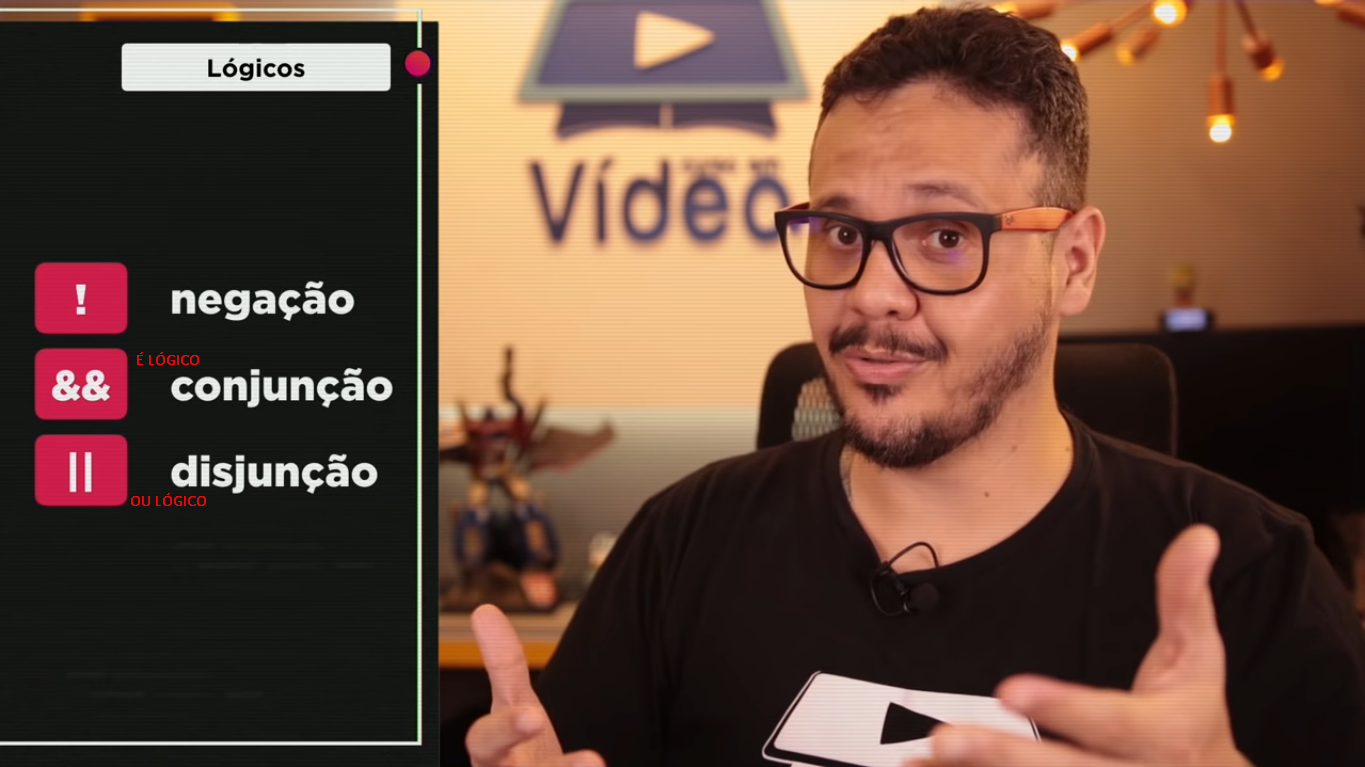 Lógicos
! negação
É LÓGICO
&& conjunção
|| disjunção
OU LÓGICO
Vídeo